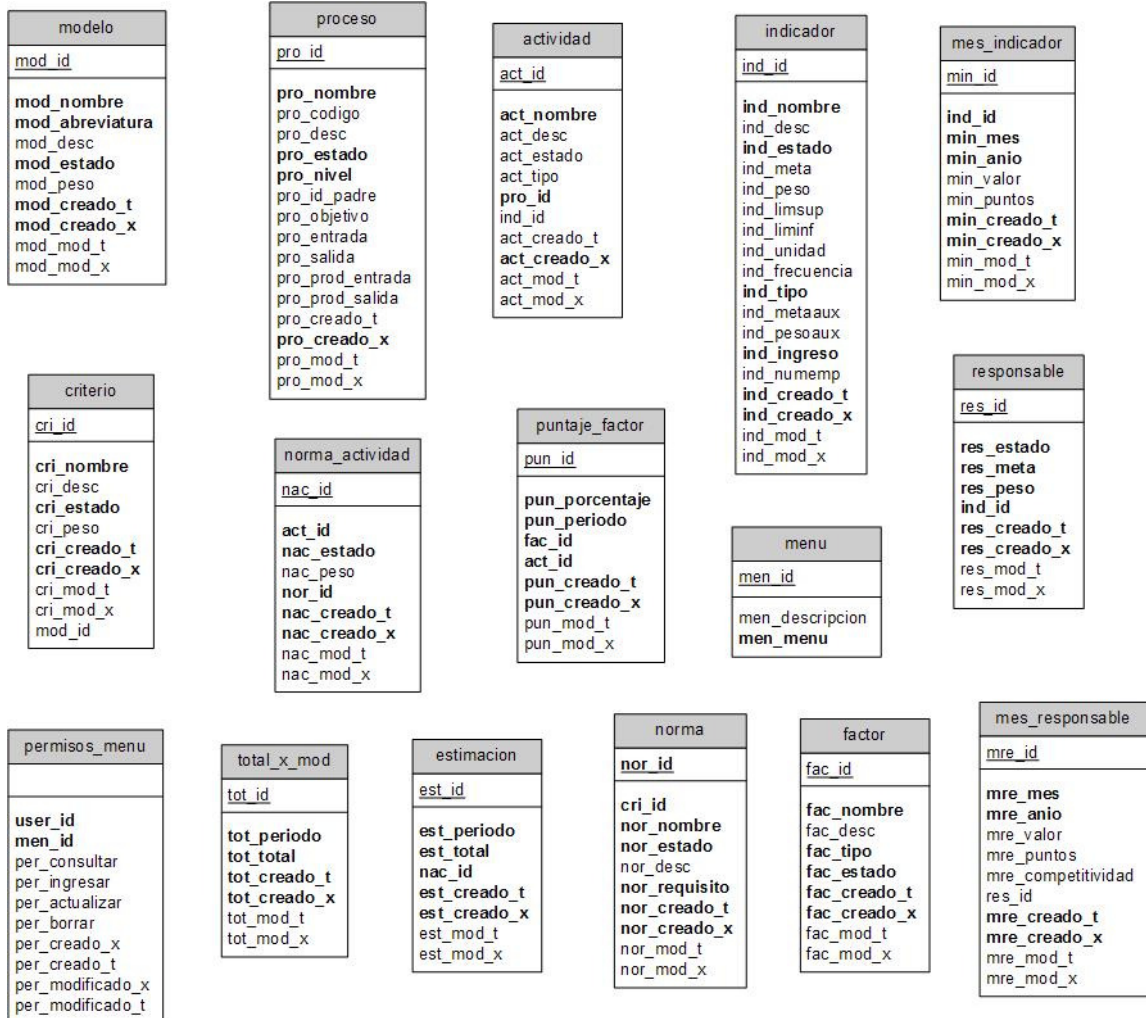 modelo
mod_id
mod_nombre
mod_abreviatura
mod_desc
mod_estado
mod_peso
mod_creado_t
mod_creado_x
mod_mod_t
mod_mod_x
proceso
pro_id
pro_nombre
pro_codigo
pro_desc
pro_estado
pro_nivel
pro_id_padre
pro_objetivo
pro_entrada
pro_salida
pro_prod_entrada
pro_prod_salida
pro_creado_t
pro_creado_x
pro_mod_t
pro_mod_x
actividad
act_id
act_nombre
act_desc
act_estado
act_tipo
pro_id
ind_id
act_creado_t
act_creado_x
act_mod_t
act_mod_x
indicador
ind_id
ind_nombre
ind_desc
ind_estado
ind_meta
ind_peso
ind_limsup
ind_liminf
ind_unidad
ind_frecuencia
ind_tipo
ind_metaaux
ind_pesoaux
ind_ingreso
ind_numemp
ind_creado_t
ind_creado_x
ind_mod_t
ind_mod_x
mes_indicador
min_id
ind_id
min_mes
min_anio
min_valor
min_puntos
min_creado_t
min_creado_x
min_mod_t
min_mod_x
criterio
cri_id
cri_nombre
cri_desc
cri_estado
cri_peso
cri_creado_t
cri_creado_x
cri_mod_t
cri_mod_x
mod_id
norma_actividad
nac_id
act_id
nac_estado
nac_peso
nor_id
nac_creado_t
nac_creado_x
nac_mod_t
nac_mod_x
puntaje_factor
pun_id
pun_porcentaje
pun_periodo
fac_id
act_id
pun_creado_t
pun_creado_x
pun_mod_t
pun_mod_x
menu
men_id
men_descripcion
men_menu
responsable
res_id
res_estado
res_meta
res_peso
ind_id
res_creado_t
res_creado_x
res_mod_t
res_mod_x
permisos_menu
user_id
men_id
per_consultar
per_ingresar
per_actualizar
per_borrar
per_creado_x
per_creado_t
per_modificado_x
per_modificado_t
total_x_mod
tot_id
tot_periodo
tot_total
tot_creado_t
tot_creado_x
tot_mod_t
tot_mod_x
estimacion
est_id
est_periodo
est_total
nac_id
est_creado_t
est_creado_x
est_mod_t
est_mod_x
norma
nor_id
cri_id
nor_nombre
nor_estado
nor_desc
nor_requisito
nor_creado_t
nor_creado_x
nor_mod_t
nor_mod_x
factor
fac_id
fac_nombre
fac_desc
fac_tipo
fac_estado
fac_creado_t
fac_creado_x
fac_mod_t
fac_mod_x
mes_responsable
mre_id
mre_mes
mre_anio
mre_valor
mre_puntos
mre_competitividad
res_id
mre_creado_t
mre_creado_x
mre_mod_t
mre_mod_x